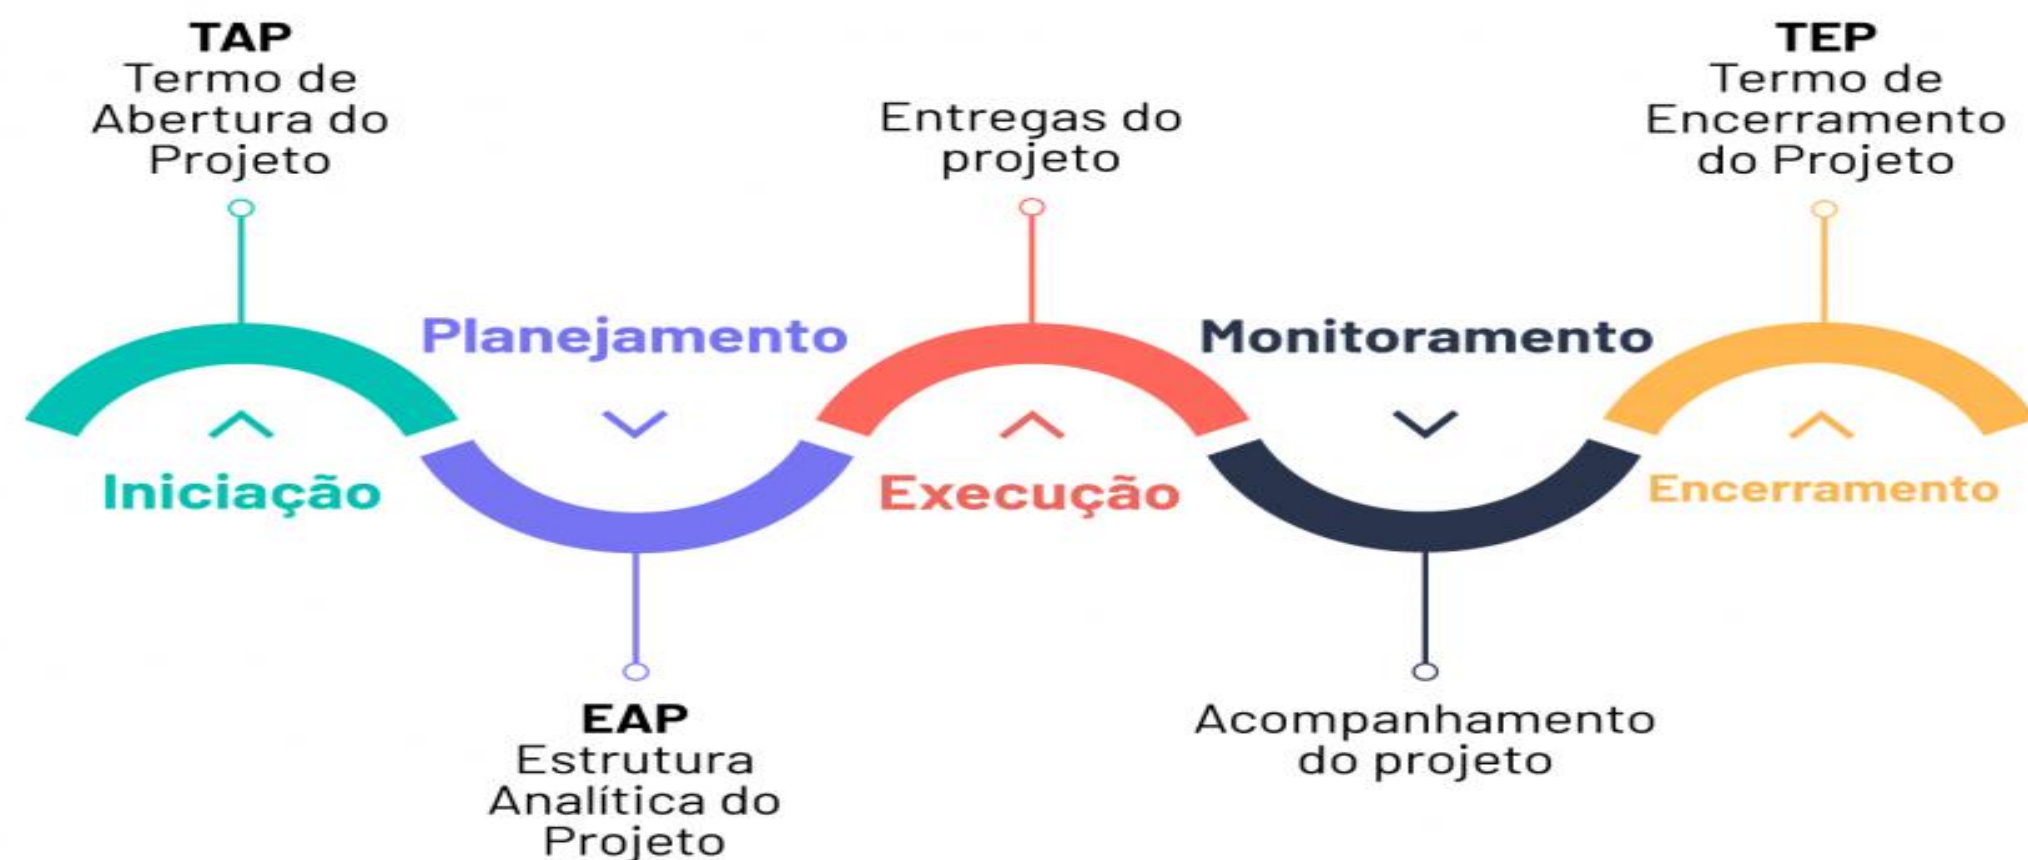 TAP
Termo de
Abertura do
Projeto
Iniciação
Planejamento
EAP
Estrutura
Analítica do
Projeto
Entregas do
projeto
Execução
Monitoramento
Acompanhamento
do projeto
TEP
Termo de
Encerramento
do Projeto
Encerramento